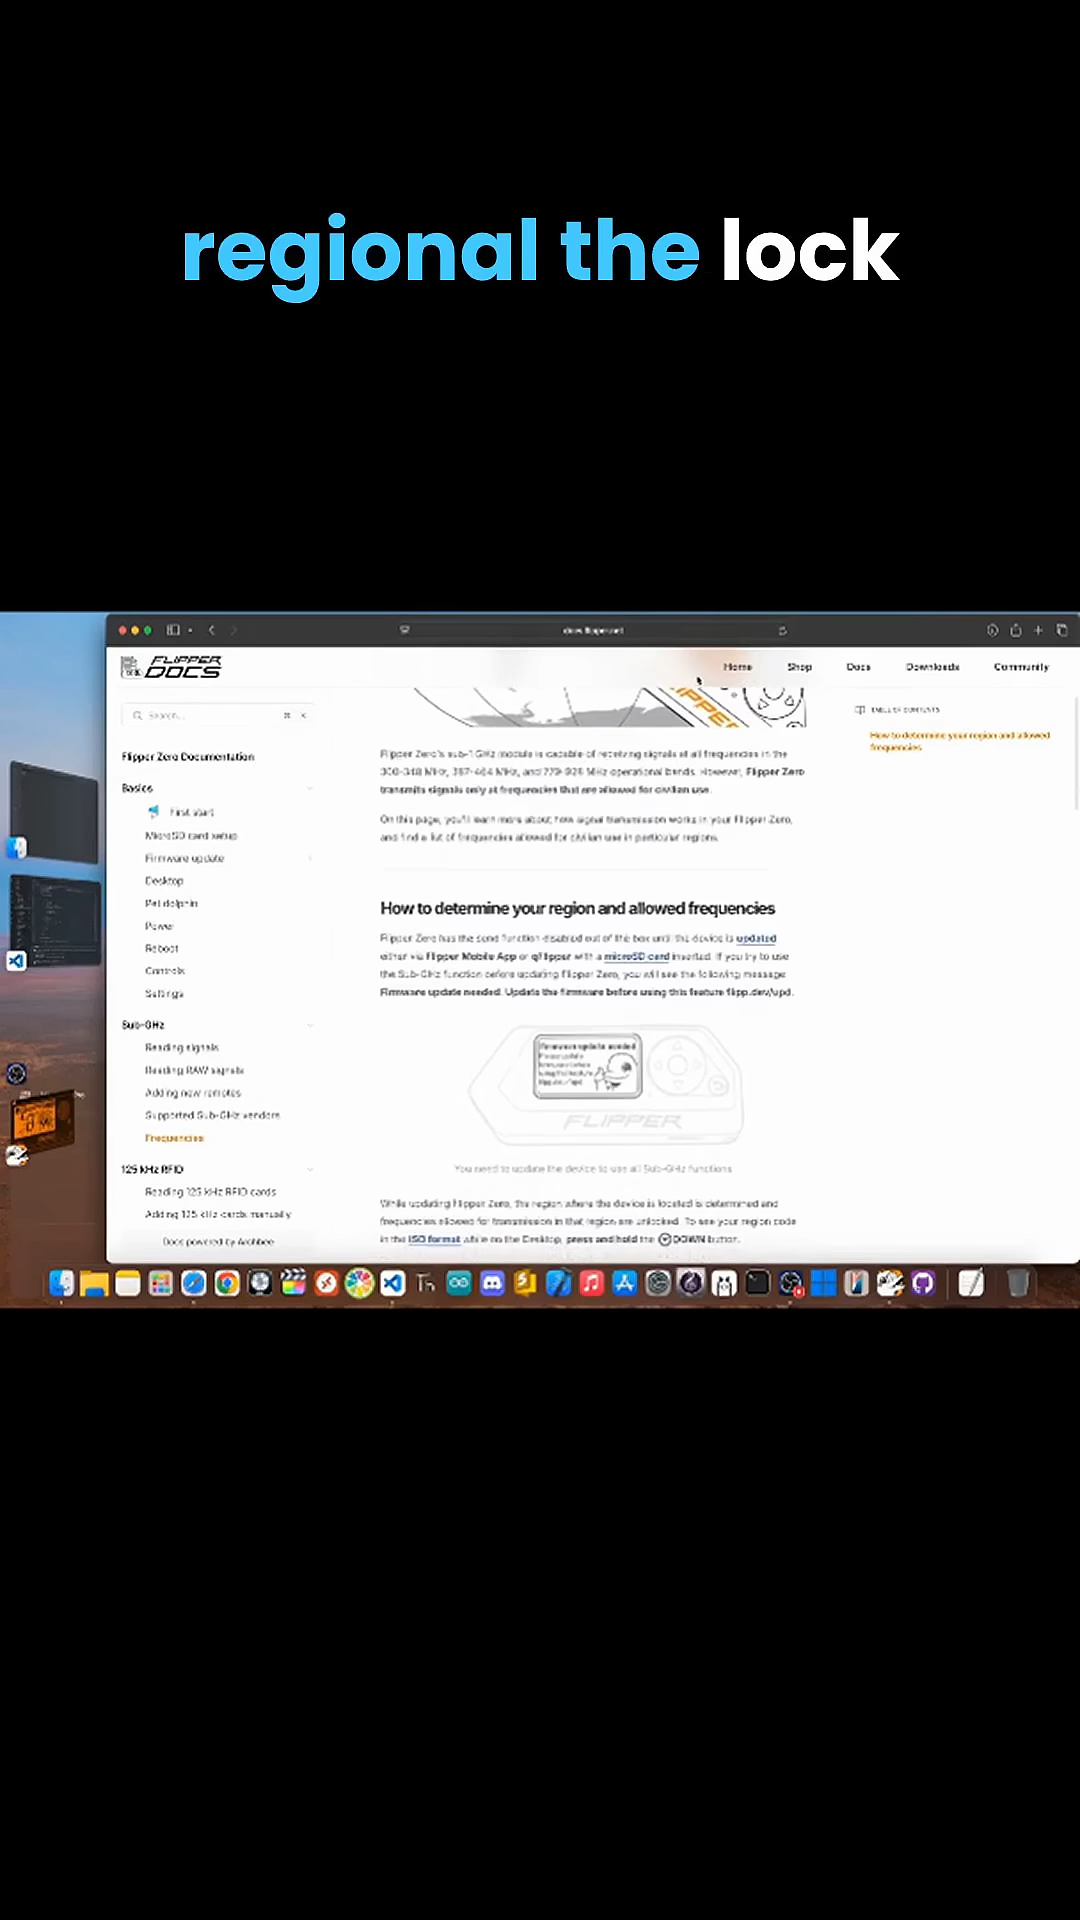 regional the lock
docs.flipper.net
FLIPPER
DOCS
Home
Shop
Docs
Downloads
Community
Search...
Flipper Zero Documentation
Basics
First start
MicroSD card setup
Firmware update
Desktop
Pet dolphin
Power
Reboot
Controls
Settings
Sub-GHz
Reading signals
Reading RAW signals
Adding new remotes
Supported Sub-GHz vendors
Frequencies
125 kHz RFID
Reading 125 kHz RFID cards
Adding 125 kHz cards manually
Docs powered by Archbee
FLIPPER
Flipper Zero's sub-1 GHz module is capable of receiving signals at all frequencies in the
300-348 MHz, 387-464 MHz, and 779-928 MHz operational bands. However, Flipper Zero
transmits signals only at frequencies that are allowed for civilian use.
On this page, you'll learn more about how signal transmission works in your Flipper Zero,
and find a list of frequencies allowed for civilian use in particular regions.
How to determine your region and allowed frequencies
Flipper Zero has the send function disabled out of the box until the device is updated
either via Flipper Mobile App or qFlipper with a microSD card inserted. If you try to use
the Sub-GHz function before updating Flipper Zero, you will see the following message
Firmware update needed. Update the firmware before using this feature flipp.dev/upd.
Firmware update needed
FLIPPER
You need to update the device to use all Sub-GHz functions
While updating Flipper Zero, the region where the device is located is determined and
frequencies allowed for transmission in that region are unlocked. To see your region code
in the ISO format while on the Desktop, press and hold the DOWN button.
TABLE OF CONTENTS
How to determine your region and allowed
frequencies